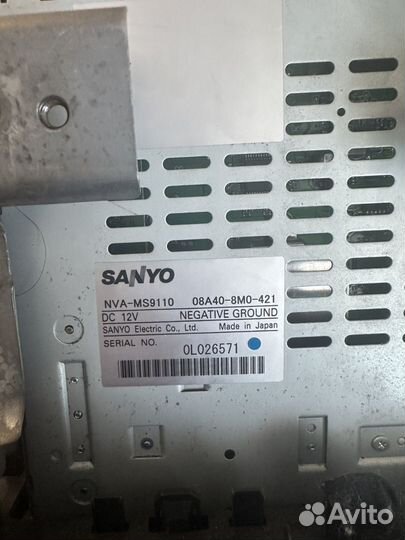 SANYO
NVA-MS9110 08A40-8M0-421
DC 12V NEGATIVE GROUND
SANYO Electric Co., Ltd. Made in Japan
SERIAL NO. 0L026571
Avito